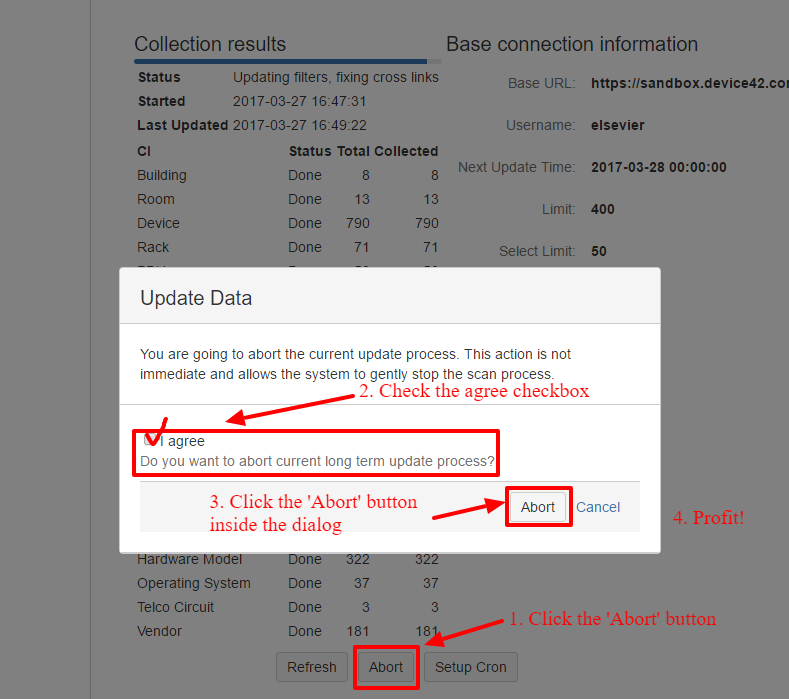 Collection results
Base connection information
Status Updating filters, fixing cross links
Started 2017-03-27 16:47:31
Last Updated 2017-03-27 16:49:22
CI Status Total Collected
Building Done 8 8
Room Done 13 13
Device Done 790 790
Rack Done 71 71
Base URL: https://sandbox.device42.co
Username: elsevier
Next Update Time: 2017-03-28 00:00:00
Limit: 400
Select Limit: 50
Update Data
You are going to abort the current update process. This action is not
immediate and allows the system to gently stop the scan process.
2. Check the agree checkbox
I agree
Do you want to abort current long term update process?
3. Click the 'Abort' button
inside the dialog
Abort Cancel
4. Profit!
Hardware Model Done 322 322
Operating System Done 37 37
Telco Circuit Done 3 3
Vendor Done 181 181
1. Click the 'Abort' button
Refresh Abort Setup Cron